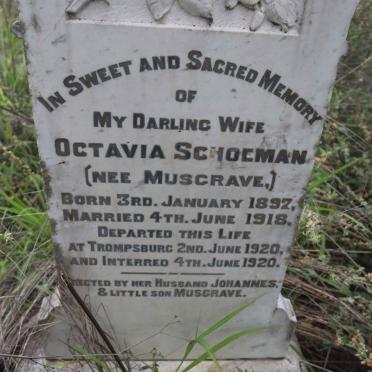 IN SWEET AND SACRED MEMORY
OF
MY DARLING WIFE
OCTAVIA SCHOEMAN
(NEE MUSGRAVE,)
BORN 3RD. JANUARY 1897,
MARRIED 4TH. JUNE 1918,
DEPARTED THIS LIFE
AT TROMPSBURG 2ND. JUNE 1920,
AND INTERRED 4TH. JUNE 1920.
ERECTED BY HER HUSBAND JOHANNES,
& LITTLE SON MUSGRAVE.